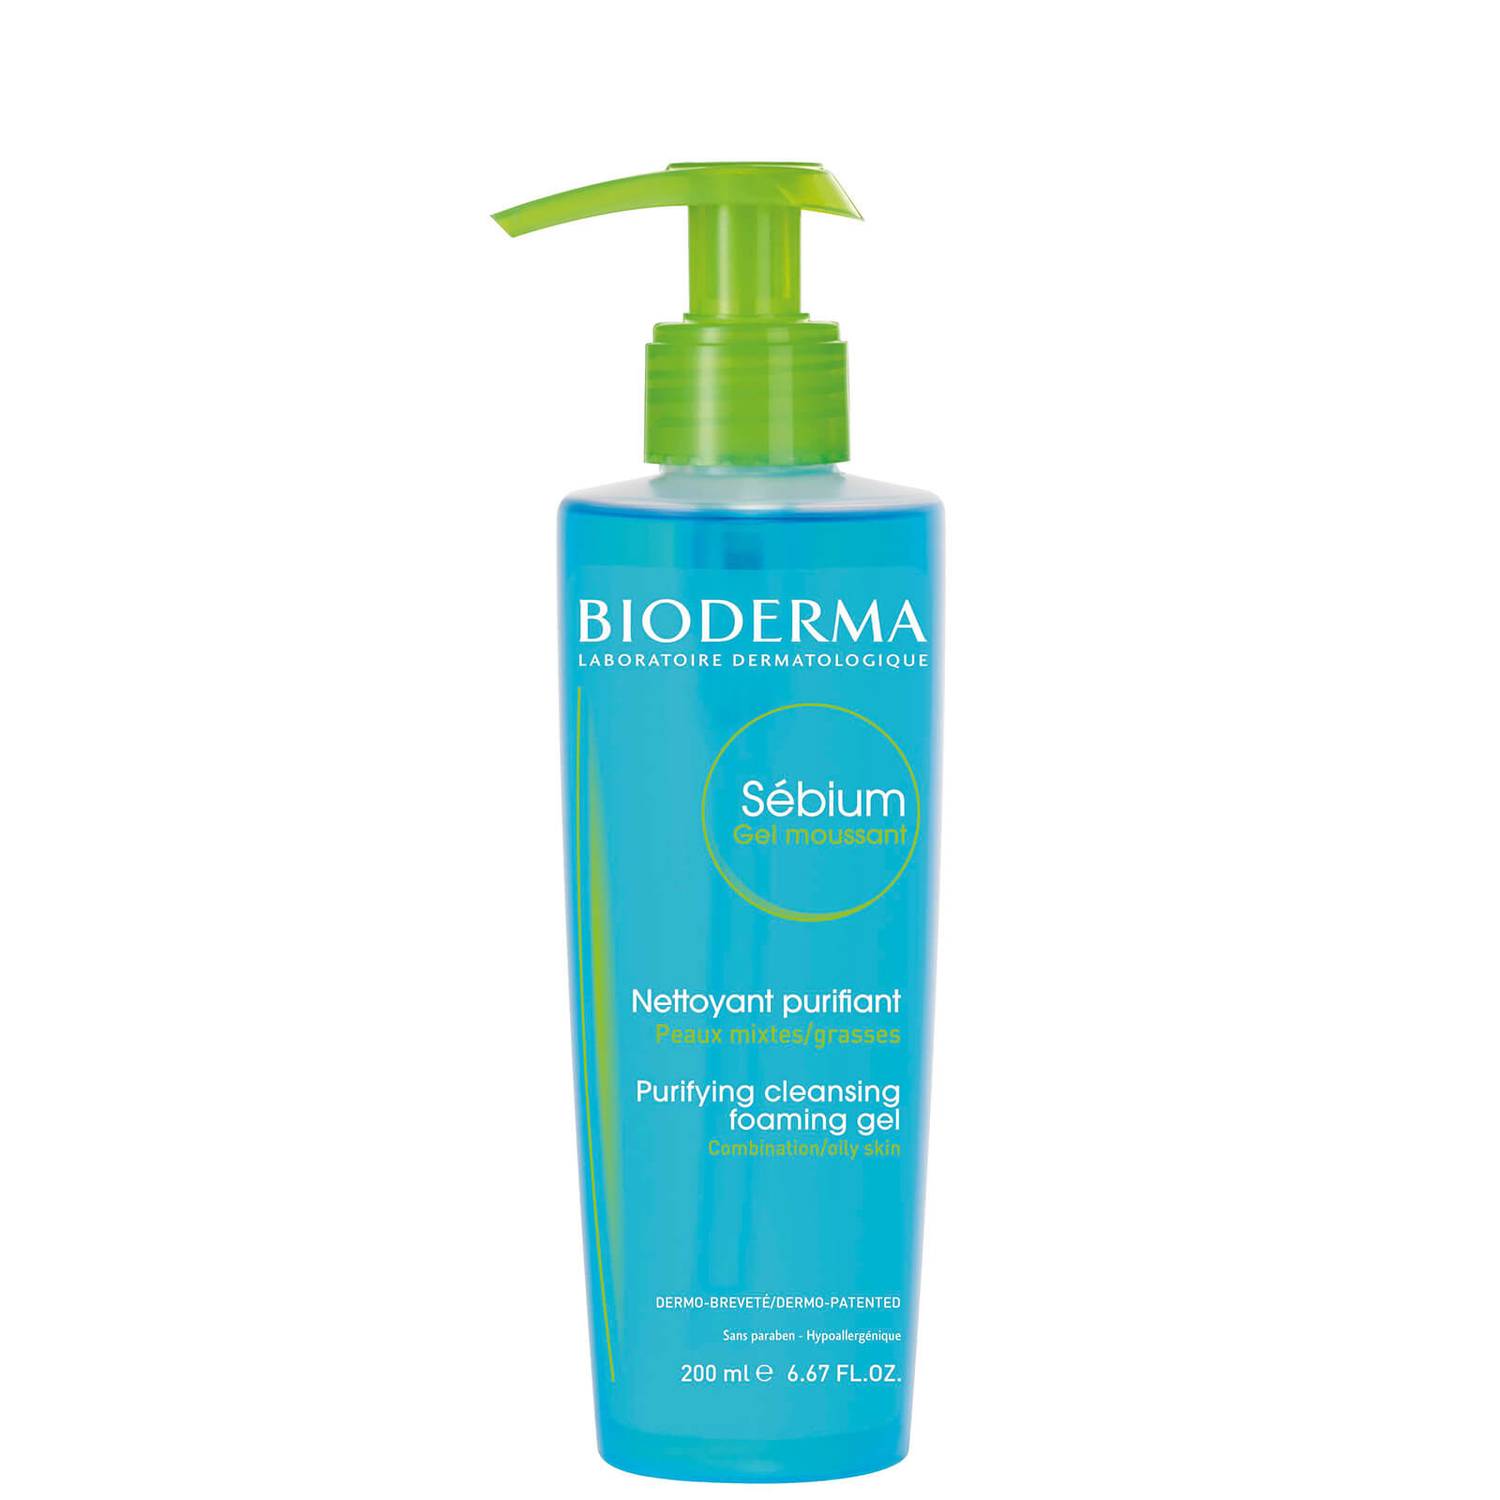 BIODERMA
LABORATOIRE DERMATOLOGIQUE
Sébium
Gel moussant
Nettoyant purifiant
Peaux mixtes/grasses
Purifying cleansing
foaming gel
Combination/oily skin
DERMO-BREVETÉ/DERMO-PATENTED
Sans paraben - Hypoallergénique
200 ml ℮ 6.67 FL.OZ.